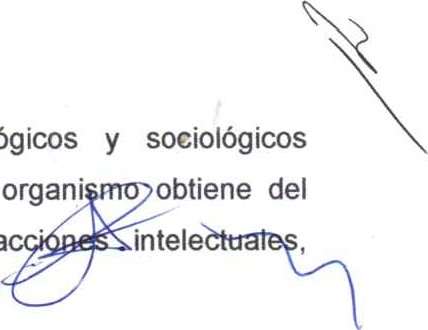 ógicos y sociológicos
organismo obtiene del
acciones intelectuales,